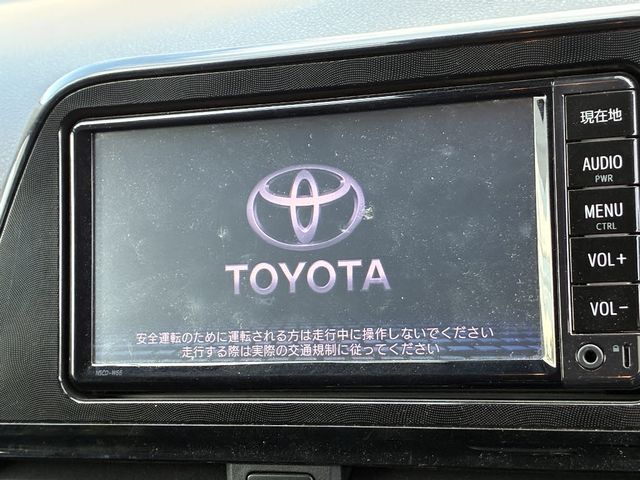 現在地
AUDIO
PWR
MENU
CTRL
VOL+
VOL-
TOYOTA
安全運転のために運転される方は走行中に操作しないでください
走行する際は実際の交通規制に従ってください
NSCD-W66